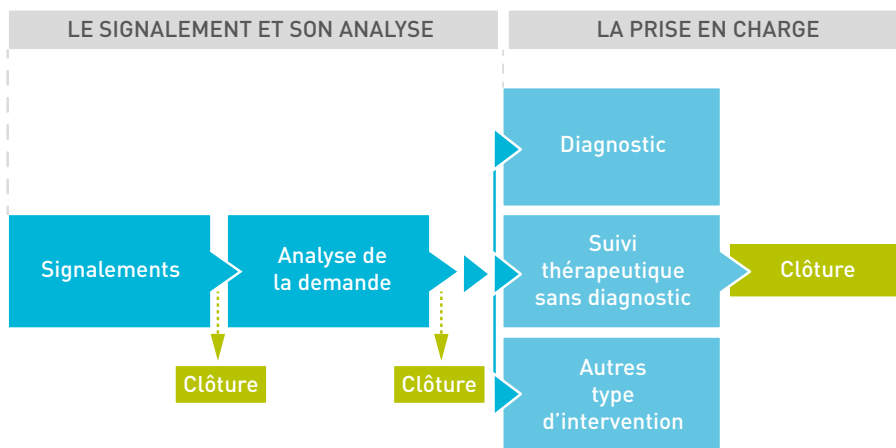 LE SIGNALEMENT ET SON ANALYSE
LA PRISE EN CHARGE
Diagnostic
Signalements
Analyse de
la demande
Suivi
thérapeutique
sans diagnostic
Clôture
Clôture
Clôture
Autres
type
d'intervention